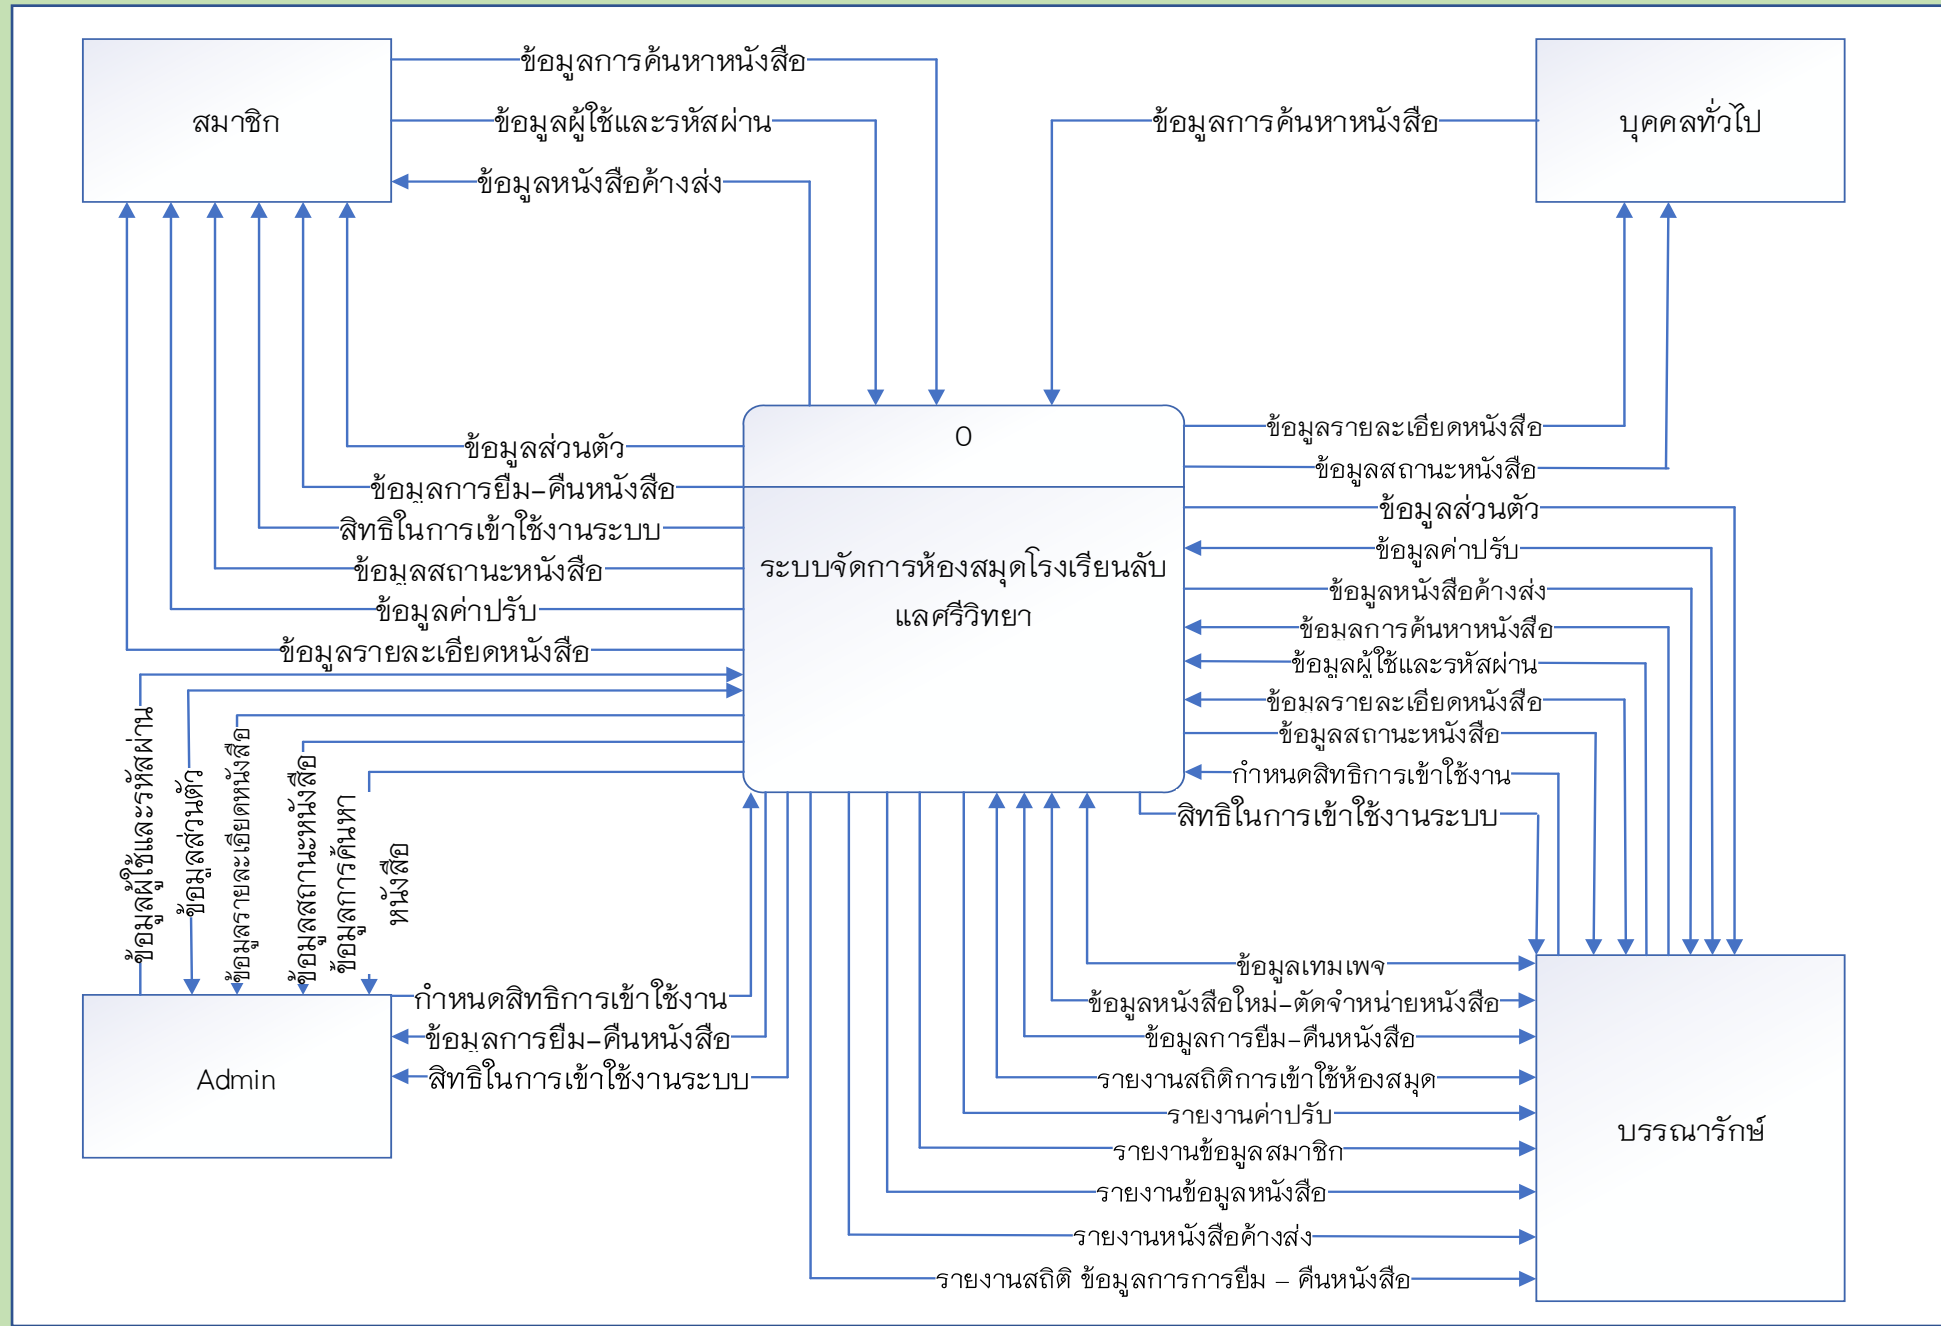 สมาชิก
ข้อมูลการค้นหาหนังสือ
ข้อมูลผู้ใช้และรหัสผ่าน
ข้อมูลหนังสือค้างส่ง
ข้อมูลการค้นหาหนังสือ
บุคคลทั่วไป
ข้อมูลส่วนตัว
ข้อมูลการยืม-คืนหนังสือ
สิทธิในการเข้าใช้งานระบบ
ข้อมูลสถานะหนังสือ
ข้อมูลค่าปรับ
ข้อมูลรายละเอียดหนังสือ
0
ระบบจัดการห้องสมุดโรงเรียนลับ
แลศรีวิทยา
ข้อมูลรายละเอียดหนังสือ
ข้อมูลสถานะหนังสือ
ข้อมูลส่วนตัว
ข้อมูลค่าปรับ
ข้อมูลหนังสือค้างส่ง
ข้อมูลการค้นหาหนังสือ
ข้อมูลผู้ใช้และรหัสผ่าน
ข้อมูลรายละเอียดหนังสือ
ข้อมูลสถานะหนังสือ
กำหนดสิทธิการเข้าใช้งาน
สิทธิในการเข้าใช้งานระบบ
ข้อมูลผู้ใช้และรหัสผ่าน
ข้อมูลส่วนตัว
ข้อมูลรายละเอียดหนังสือ
ข้อมูลสถานะหนังสือ
ข้อมูลการค้นหา
หนังสือ
Admin
กำหนดสิทธิการเข้าใช้งาน
ข้อมูลการยืม-คืนหนังสือ
สิทธิในการเข้าใช้งานระบบ
ข้อมูลเทมเพจ
ข้อมูลหนังสือใหม่-ตัดจำหน่ายหนังสือ
ข้อมูลการยืม-คืนหนังสือ
รายงานสถิติการเข้าใช้ห้องสมุด
รายงานค่าปรับ
รายงานข้อมูลสมาชิก
รายงานข้อมูลหนังสือ
รายงานหนังสือค้างส่ง
รายงานสถิติ ข้อมูลการการยืม – คืนหนังสือ
บรรณารักษ์